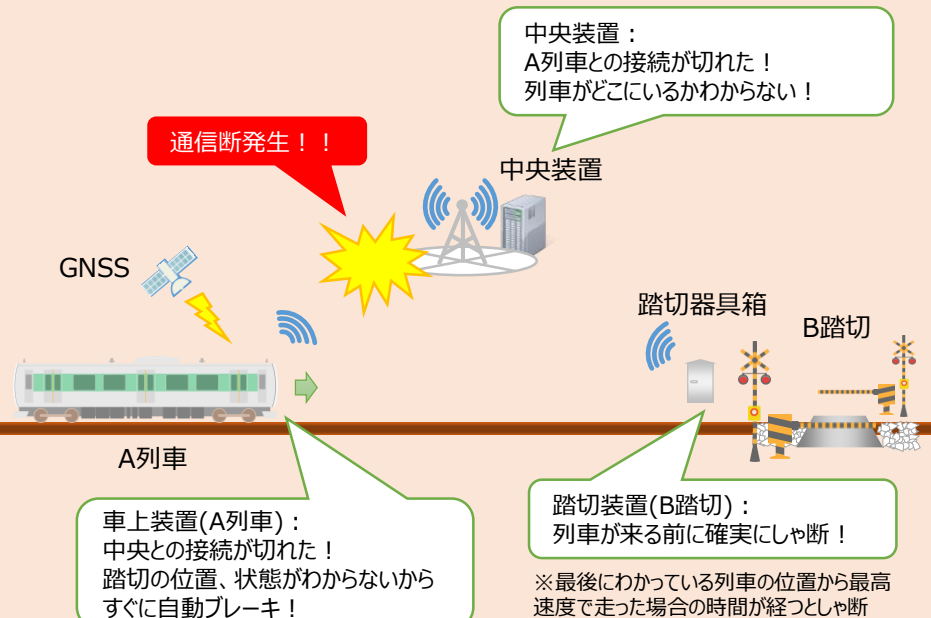 中央装置：
A列車との接続が切れた！
列車がどこにいるかわからない！
通信断発生！！
中央装置
GNSS
踏切器具箱
B踏切
A列車
車上装置(A列車)：
中央との接続が切れた！
踏切の位置、状態がわからないから
すぐに自動ブレーキ！
踏切装置(B踏切)：
列車が来る前に確実にしゃ断！
※最後にわかっている列車の位置から最高
速度で走った場合の時間が経つとしゃ断